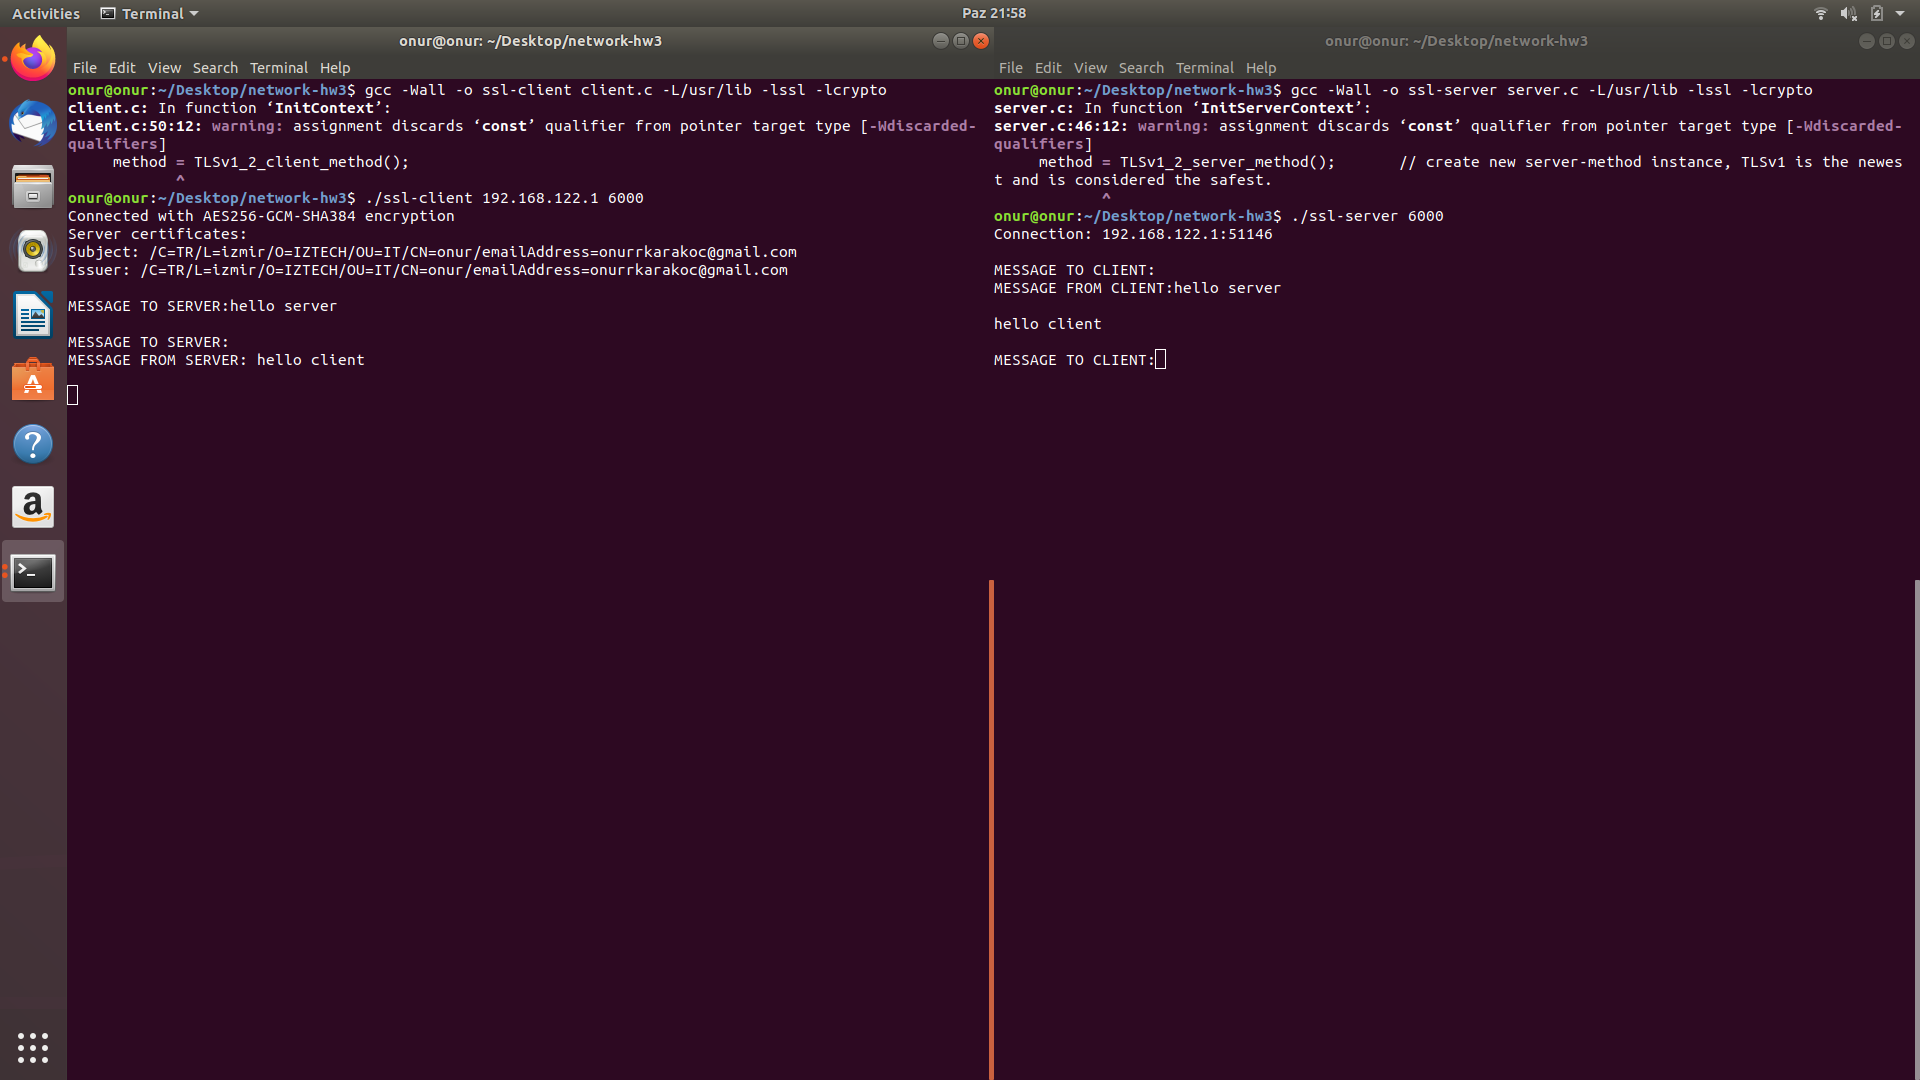 Activities Terminal Paz 21:58
onur@onur: ~/Desktop/network-hw3
File Edit View Search Terminal Help
onur@onur:~/Desktop/network-hw3$ gcc -Wall -o ssl-client client.c -L/usr/lib -lssl -lcrypto
client.c: In function ‘InitContext’:
client.c:50:12: warning: assignment discards ‘const’ qualifier from pointer target type [-Wdiscarded-
qualifiers]
     method = TLSv1_2_client_method();
            ^
onur@onur:~/Desktop/network-hw3$ ./ssl-client 192.168.122.1 6000
Connected with AES256-GCM-SHA384 encryption
Server certificates:
Subject: /C=TR/L=izmir/O=IZTECH/OU=IT/CN=onur/emailAddress=onurrkarakoc@gmail.com
Issuer: /C=TR/L=izmir/O=IZTECH/OU=IT/CN=onur/emailAddress=onurrkarakoc@gmail.com
MESSAGE TO SERVER:hello server
MESSAGE TO SERVER:
MESSAGE FROM SERVER: hello client
onur@onur: ~/Desktop/network-hw3
File Edit View Search Terminal Help
onur@onur:~/Desktop/network-hw3$ gcc -Wall -o ssl-server server.c -L/usr/lib -lssl -lcrypto
server.c: In function ‘InitServerContext’:
server.c:46:12: warning: assignment discards ‘const’ qualifier from pointer target type [-Wdiscarded-
qualifiers]
     method = TLSv1_2_server_method();       // create new server-method instance, TLSv1 is the newes
t and is considered the safest.
            ^
onur@onur:~/Desktop/network-hw3$ ./ssl-server 6000
Connection: 192.168.122.1:51146
MESSAGE TO CLIENT:
MESSAGE FROM CLIENT:hello server
hello client
MESSAGE TO CLIENT: